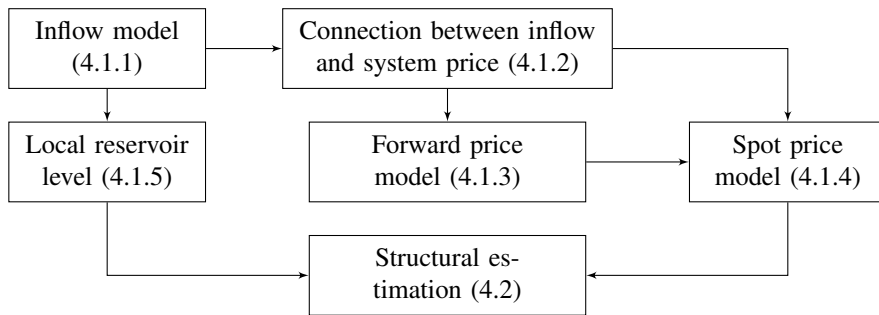 Inflow model
(4.1.1)
Connection between inflow
and system price (4.1.2)
Local reservoir
level (4.1.5)
Forward price
model (4.1.3)
Spot price
model (4.1.4)
Structural es-
timation (4.2)